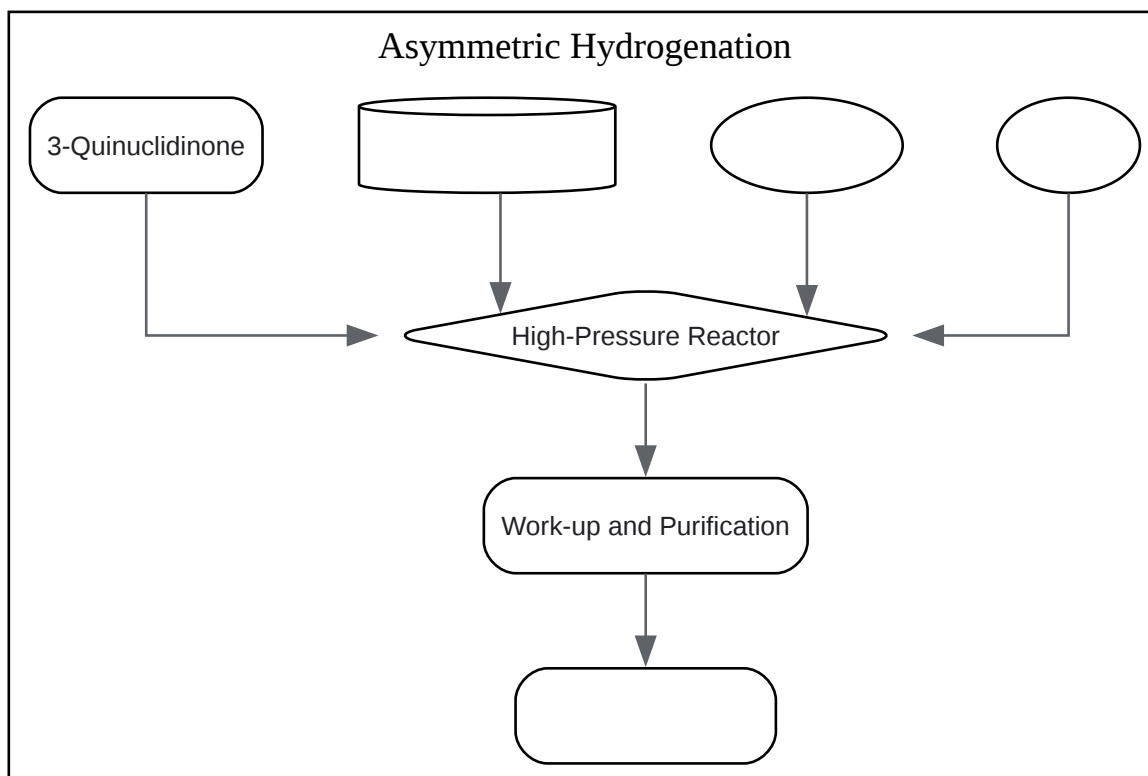 Asymmetric Hydrogenation
3-Quinuclidinone
High-Pressure Reactor
Work-up and Purification